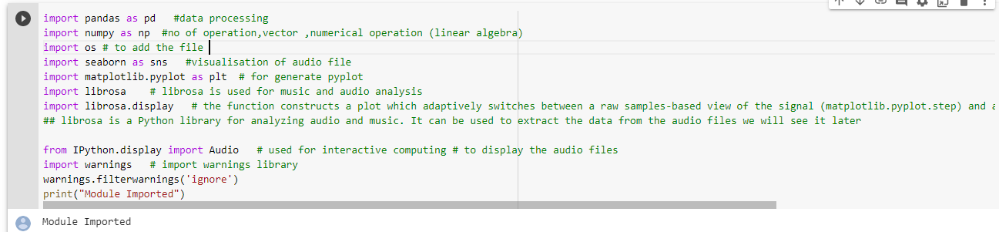 import pandas as pd   #data processing
import numpy as np  #no of operation,vector ,numerical operation (linear algebra)
import os # to add the file
import seaborn as sns   #visualisation of audio file
import matplotlib.pyplot as plt  # for generate pyplot
import librosa    # librosa is used for music and audio analysis
import librosa.display   # the function constructs a plot which adaptively switches between a raw samples-based view of the signal (matplotlib.pyplot.step) and
## librosa is a Python library for analyzing audio and music. It can be used to extract the data from the audio files we will see it later
from IPython.display import Audio   # used for interactive computing # to display the audio files
import warnings   # import warnings library
warnings.filterwarnings('ignore')
print("Module Imported")
Module Imported